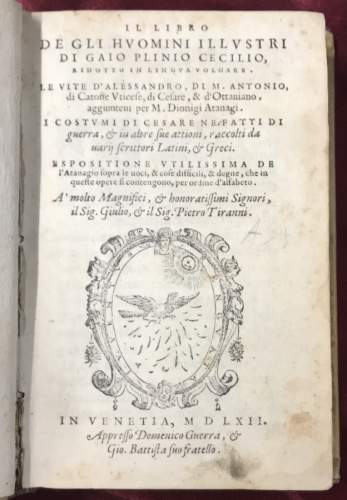 IL LIBRO
DE GLI HVOMINI ILLVSTRI
DI GAIO PLINIO CECILIO,
RIDOTTO IN LINGVA VOLGARE.
LE VITE D'ALESSANDRO, DI M. ANTONIO,
di Catone Vticese, di Cesare, & d'Ottauiano,
aggunteui per M. Dionigi Atanagi.
I COSTVMI DI CESARE NE' FATTI DI
guerra, & in altre sue attioni, raccolti da
varij scrittori Latini, & Greci.
ESPOSITIONE VTILISSIMA DE
l'Atanagio sopra le uoci, & cose difficili, & degne, che in
queste opere si contengono, per ordine d'alfabeto.
A' molto Magnifici, & honoratissimi Signori,
il Sig. Giulio, & il Sig. Pietro Tiranni.
IN VENETIA, M D LXII.
Appresso Domenico Guerra, &
Gio. Battista suo fratello.